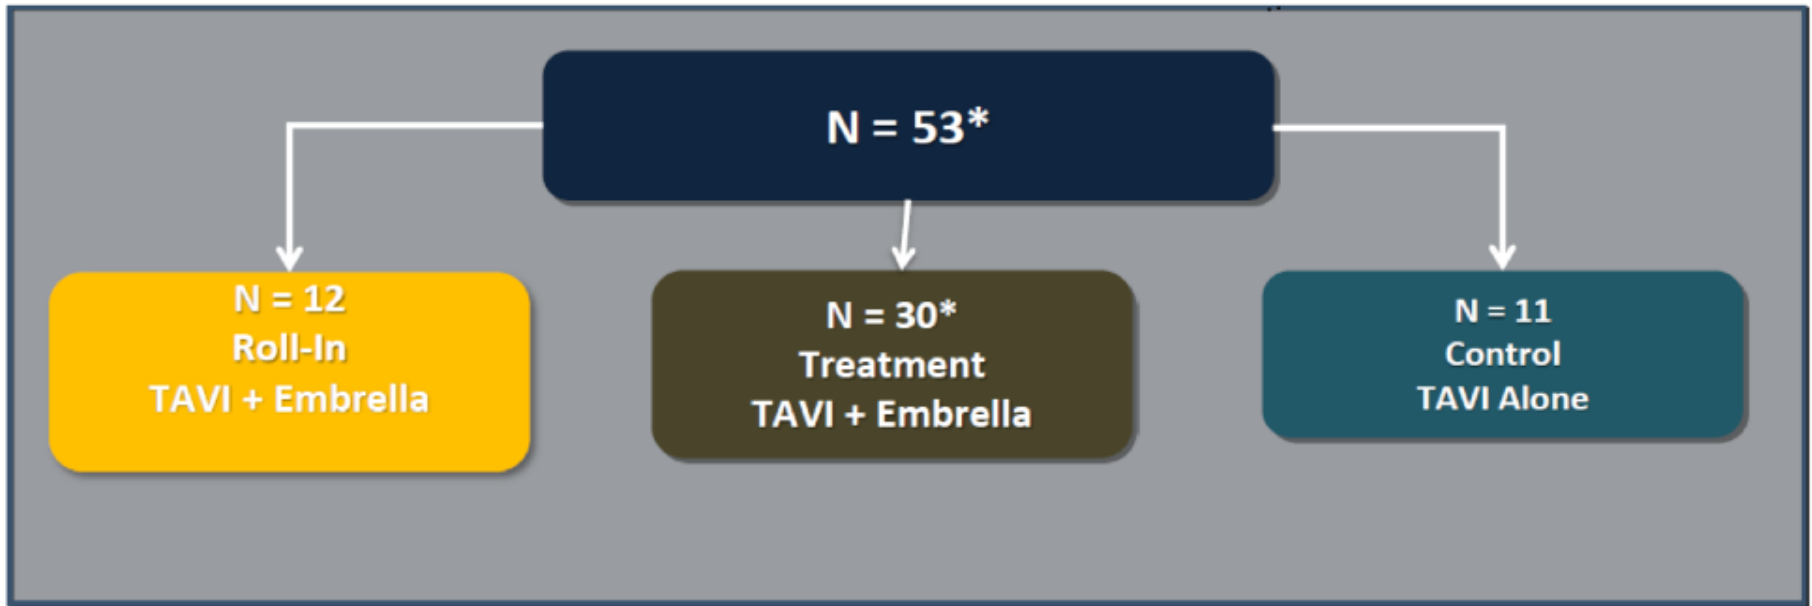 N = 53*
N = 12
Roll-In
TAVI + Embrella
N = 30*
Treatment
TAVI + Embrella
N = 11
Control
TAVI Alone